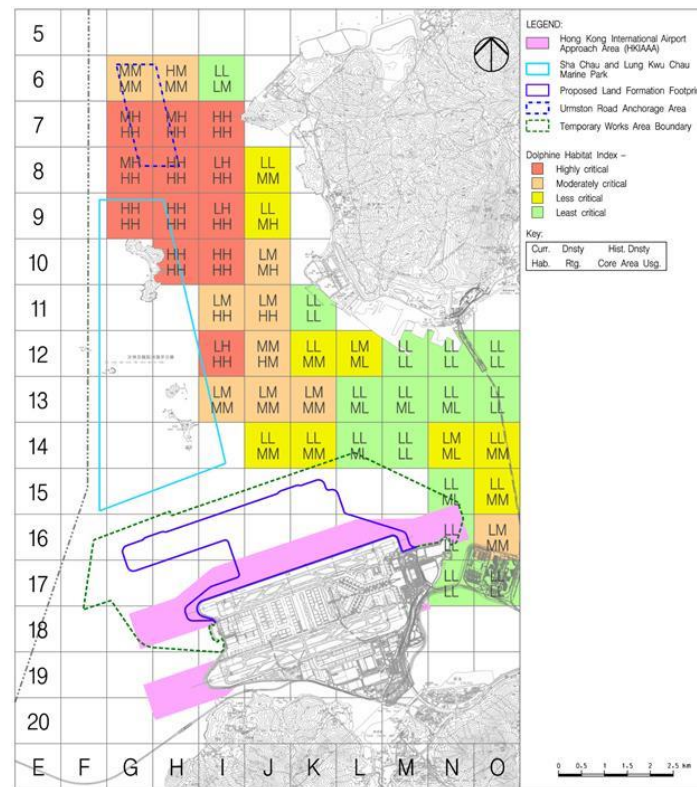 5
6
MM HM LL
MM MM LM
7
MH MH HH
HH HH HH
8
MH HH LH LL
HH HH HH MM
9
HH HH LH LL
HH HH HH MH
10
HH HH LM
HH HH MH
11
LM LM LL
HH HH LL
12
LH MM LL LM LL LL LL
HH HM MM ML LL LL LL
13
LM LM LM LL LL LL LL
MM MM MM ML ML ML LL
14
LL LL LL LL LM LL
MM MM ML LL ML MM
15
LL LL
ML MM
16
LL LM
LL MM
17
LL LL
LL LL
18
19
20
E F G H I J K L M N O
LEGEND:
Hong Kong International Airport
Approach Area (HKIAAA)
Sha Chau and Lung Kwu Chau
Marine Park
Proposed Land Formation Footprint
Urmston Road Anchorage Area
Temporary Works Area Boundary
Dolphine Habitat Index –
Highly critical
Moderately critical
Less critical
Least critical
Key:
Curr. Dnsty Hist. Dnsty
Hab. Rtg. Core Area Usg.
0 0.5 1 1.5 2 2.5 km